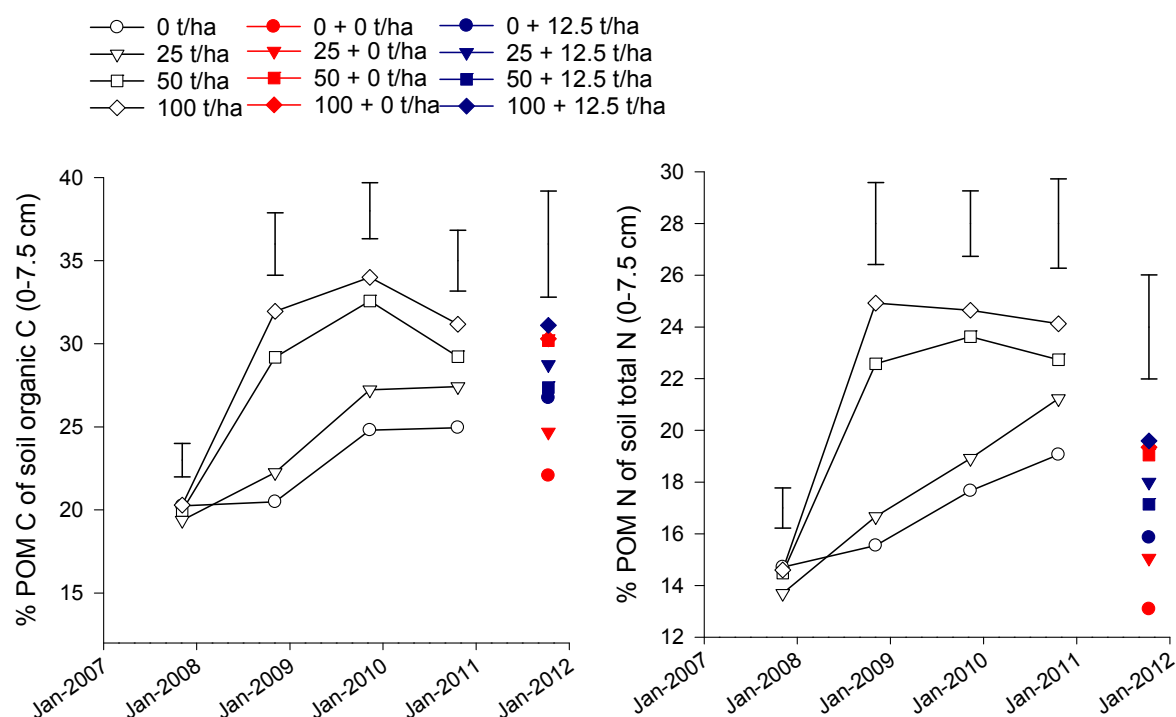 0 t/ha 0 + 0 t/ha 0 + 12.5 t/ha
25 t/ha 25 + 0 t/ha 25 + 12.5 t/ha
50 t/ha 50 + 0 t/ha 50 + 12.5 t/ha
100 t/ha 100 + 0 t/ha 100 + 12.5 t/ha
% POM C of soil organic C (0-7.5 cm)
40
35
30
25
20
15
Jan-2007
Jan-2008
Jan-2009
Jan-2010
Jan-2011
Jan-2012
% POM N of soil total N (0-7.5 cm)
30
28
26
24
22
20
18
16
14
12
Jan-2007
Jan-2008
Jan-2009
Jan-2010
Jan-2011
Jan-2012